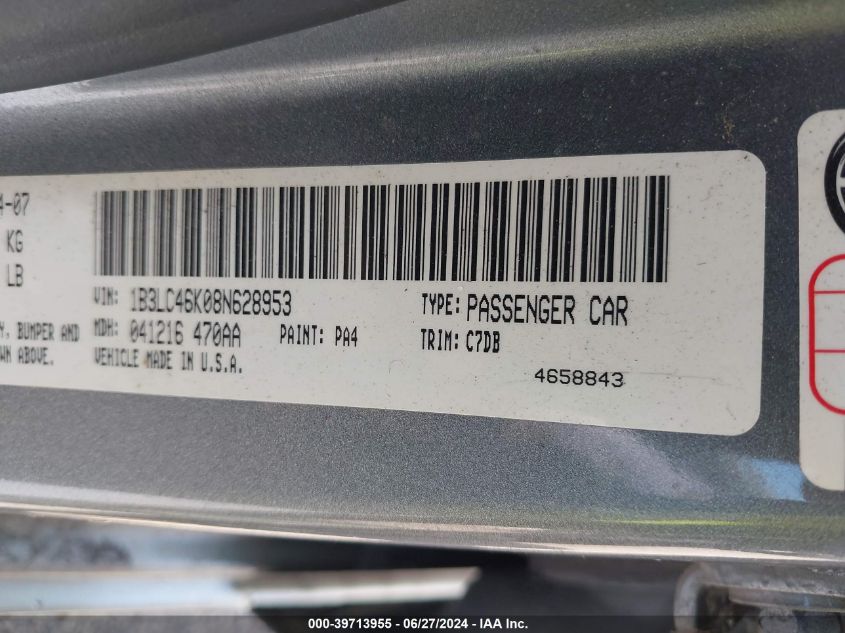 4-07
KG
LB
Y, BUMPER AND
WN ABOVE.
VIN: 1B3LC46K08N628953
TYPE: PASSENGER CAR
MDH: 041216 470AA
PAINT: PA4
TRIM: C7DB
VEHICLE MADE IN U.S.A.
4658843
000-39713955 - 06/27/2024 - IAA Inc.